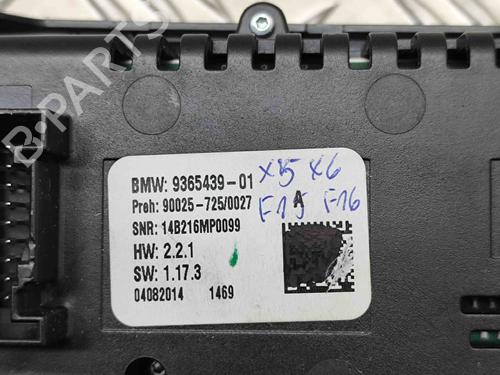 B-PARTS
BMW: 9365439-01
X5 X6
Preh: 90025-725/0027
A
F15 F16
SNR: 14B216MP0099
HW: 2.2.1
SW: 1.17.3
04082014 1469